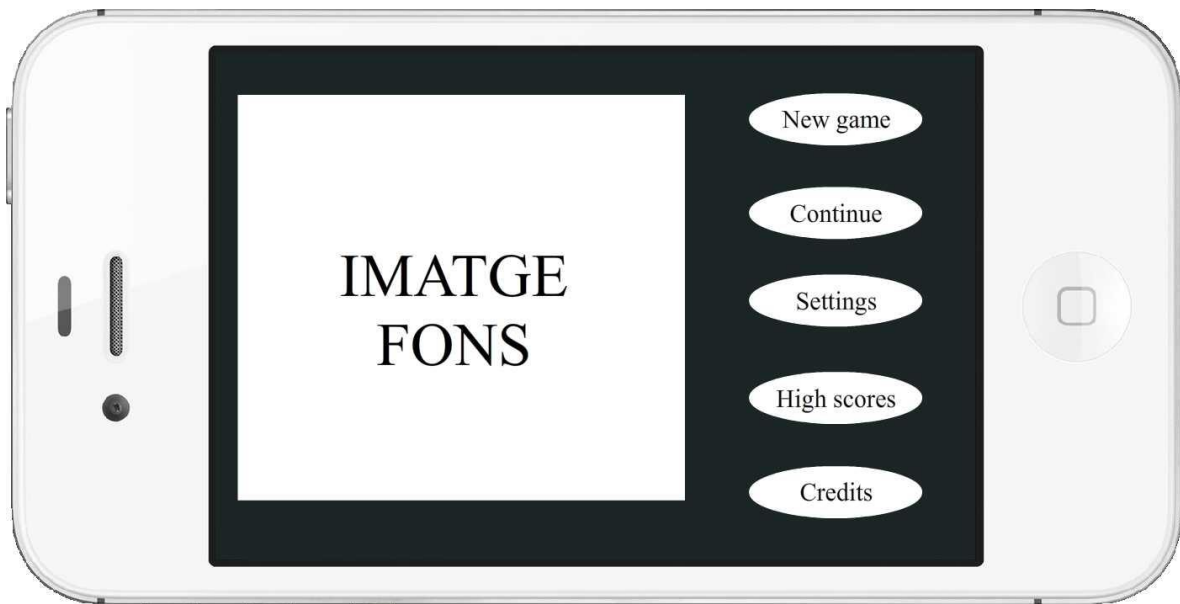 IMATGE
FONS
New game
Continue
Settings
High scores
Credits